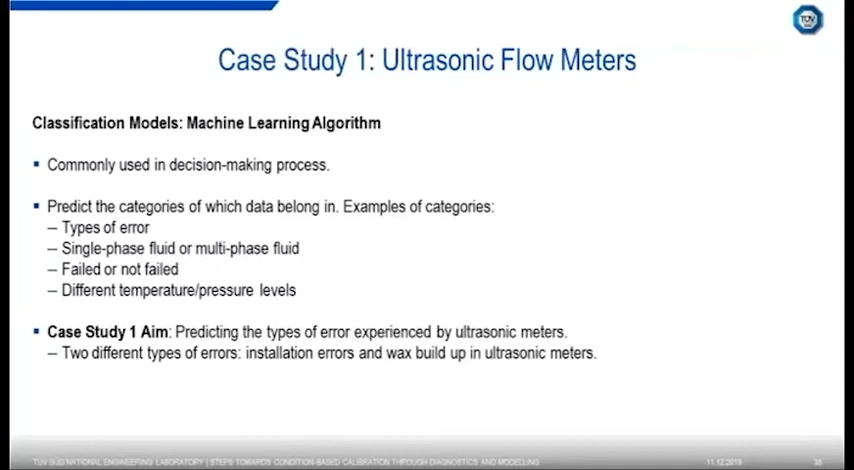 TÜV
Case Study 1: Ultrasonic Flow Meters
Classification Models: Machine Learning Algorithm
▪ Commonly used in decision-making process.
▪ Predict the categories of which data belong in. Examples of categories:
– Types of error
– Single-phase fluid or multi-phase fluid
– Failed or not failed
– Different temperature/pressure levels
▪ Case Study 1 Aim: Predicting the types of error experienced by ultrasonic meters.
– Two different types of errors: installation errors and wax build up in ultrasonic meters.
TÜV SÜD NATIONAL ENGINEERING LABORATORY | STEPS TOWARDS CONDITION-BASED CALIBRATION THROUGH DIAGNOSTICS AND MODELLING 11.12.2019